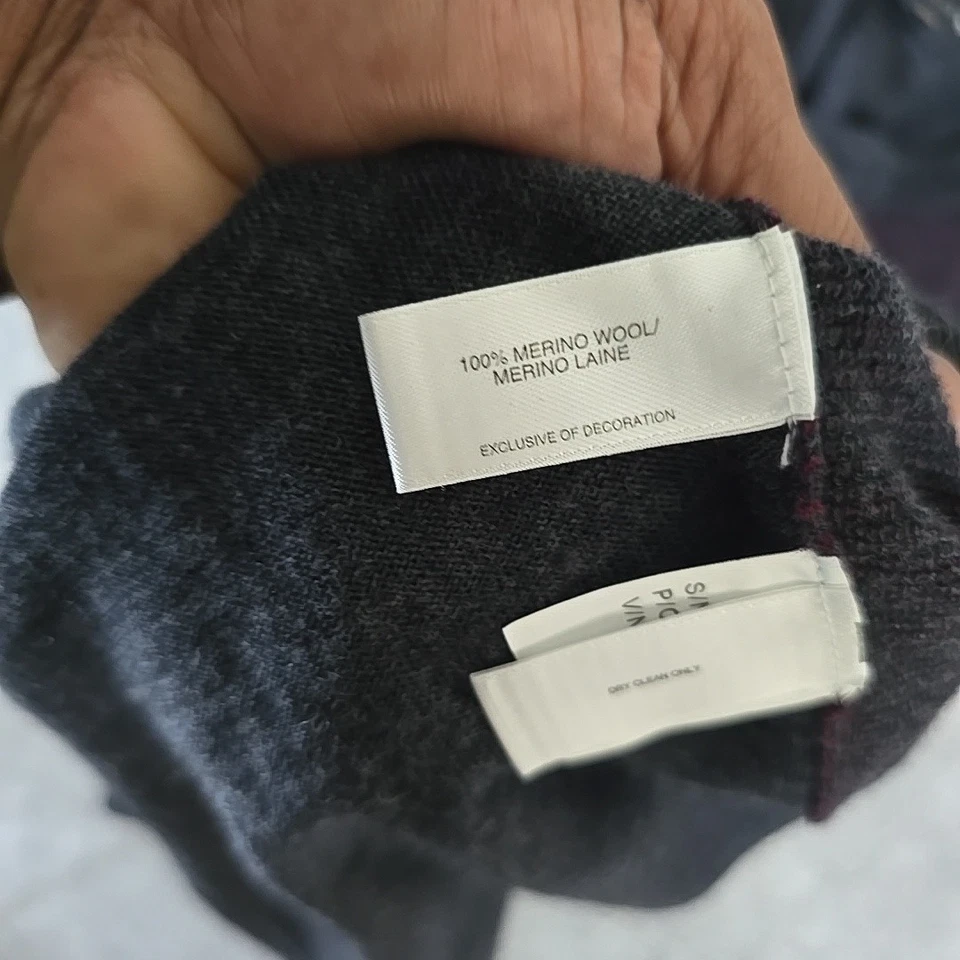 100% MERINO WOOL/
MERINO LAINE
EXCLUSIVE OF DECORATION
S/
P/
V/
DRY CLEAN ONLY